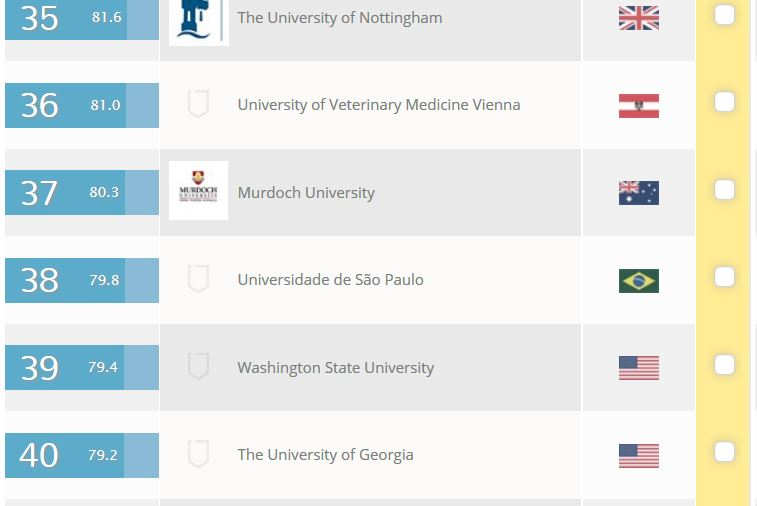 35 81.6 The University of Nottingham
36 81.0 University of Veterinary Medicine Vienna
37 80.3 MURDOCH
UNIVERSITY
Murdoch University
38 79.8 Universidade de São Paulo
39 79.4 Washington State University
40 79.2 The University of Georgia